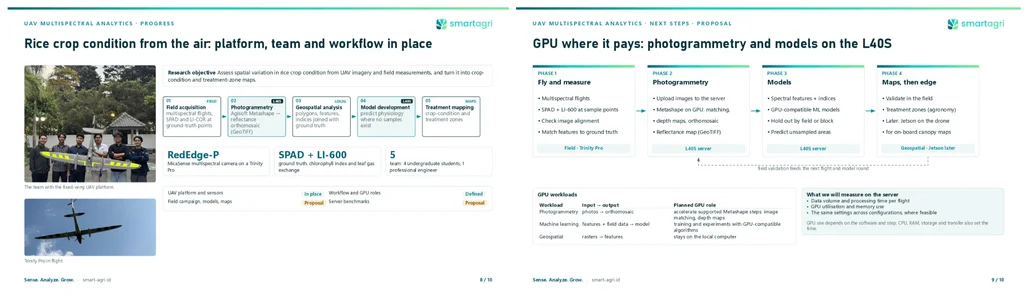 UAV MULTISPECTRAL ANALYTICS · PROGRESS
smartagri
Rice crop condition from the air: platform, team and workflow in place
The team with the fixed-wing UAV platform
Trinity Pro in flight
Research objective Assess spatial variation in rice crop condition from UAV imagery and field measurements, and turn it into crop-
condition and treatment-zone maps.
01 FIELD
Field acquisition
multispectral flights,
SPAD and LI-COR at
ground-truth points
02 L40S
Photogrammetry
Agisoft Metashape →
reflectance
orthomosaic
(GeoTIFF)
03 LOCAL
Geospatial analysis
polygons, features,
indices joined with
ground truth
04 L40S
Model development
predict physiology
where no samples
exist
05 MAPS
Treatment mapping
crop-condition and
treatment zones
RedEdge-P
MicaSense multispectral camera on a Trinity
Pro
SPAD + LI-600
ground truth: chlorophyll index and leaf gas
exchange
5
team: 4 undergraduate students, 1
professional engineer
UAV platform and sensors In place
Workflow and GPU roles Defined
Field campaign, models, maps Proposal
Server benchmarks Proposal
Sense. Analyze. Grow. smart-agri.id
8 / 10
UAV MULTISPECTRAL ANALYTICS · NEXT STEPS · PROPOSAL
smartagri
GPU where it pays: photogrammetry and models on the L40S
PHASE 1
Fly and measure
• Multispectral flights
• SPAD + LI-600 at sample points
• Check image alignment
• Match features to ground truth
Field · Trinity Pro
PHASE 2
Photogrammetry
• Upload images to the server
• Metashape on GPU: matching,
depth maps, orthomosaic
• Reflectance map (GeoTIFF)
L40S server
PHASE 3
Models
• Spectral features + indices
• GPU-compatible ML models
• Hold out by field or block
• Predict unsampled areas
L40S server
PHASE 4
Maps, then edge
• Validate in the field
• Treatment zones (agronomy)
• Later: Jetson on the drone
for on-board canopy maps
Geospatial · Jetson later
field validation feeds the next flight and model round
GPU workloads
Workload Input → output Planned GPU role
Photogrammetry photos → orthomosaic accelerate supported Metashape steps: image
matching, depth maps
Machine learning features + field data → model training and experiments with GPU-compatible
algorithms
Geospatial rasters → features stays on the local computer
What we will measure on the server
• Data volume and processing time per flight
• GPU utilisation and memory use
• The same settings across configurations, where feasible
GPU use depends on the software and step; CPU, RAM, storage and transfer also set the
time.
Sense. Analyze. Grow. smart-agri.id
9 / 10